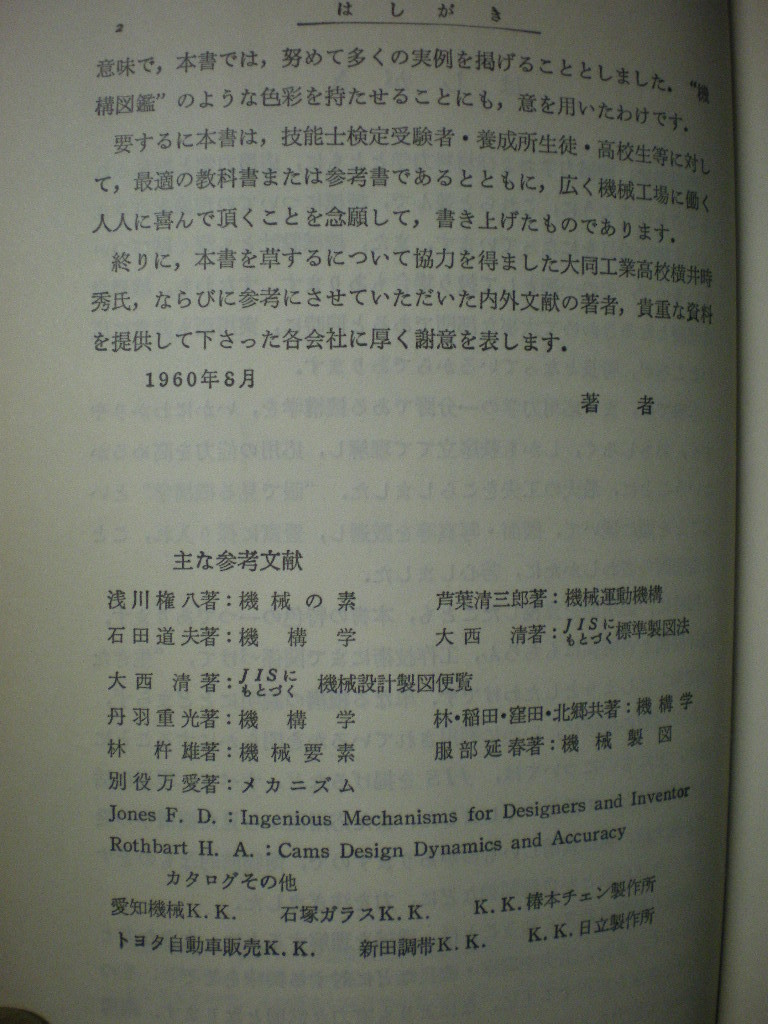 2
はしがき
意味で，本書では，努めて多くの実例を掲げることとしました．“機
構図鑑”のような色彩を持たせることにも，意を用いたわけです．
要するに本書は，技能士検定受験者・養成所生徒・高校生等に対し
て，最適の教科書または参考書であるとともに，広く機械工場に働く
人人に喜んで頂くことを念願して，書き上げたものであります．
終りに，本書を草するについて協力を得ました大同工業高校横井時
秀氏，ならびに参考にさせていただいた内外文献の著者，貴重な資料
を提供して下さった各会社に厚く謝意を表します．
1960年8月
著者
主な参考文献
浅川権八著：機械の素　芦葉清三郎著：機械運動機構
石田道夫著：機構学　大西清著：JISにもとづく標準製図法
大西清著：JISにもとづく 機械設計製図便覧
丹羽重光著：機構学　林・稲田・窪田・北郷共著：機構学
林杵雄著：機械要素　服部延春著：機械製図
別役万愛著：メカニズム
Jones F. D. : Ingenious Mechanisms for Designers and Inventor
Rothbart H. A. : Cams Design Dynamics and Accuracy
カタログその他
愛知機械K.K.　石塚ガラスK.K.　K.K.椿本チェン製作所
トヨタ自動車販売K.K.　新田調帯K.K.　K.K.日立製作所